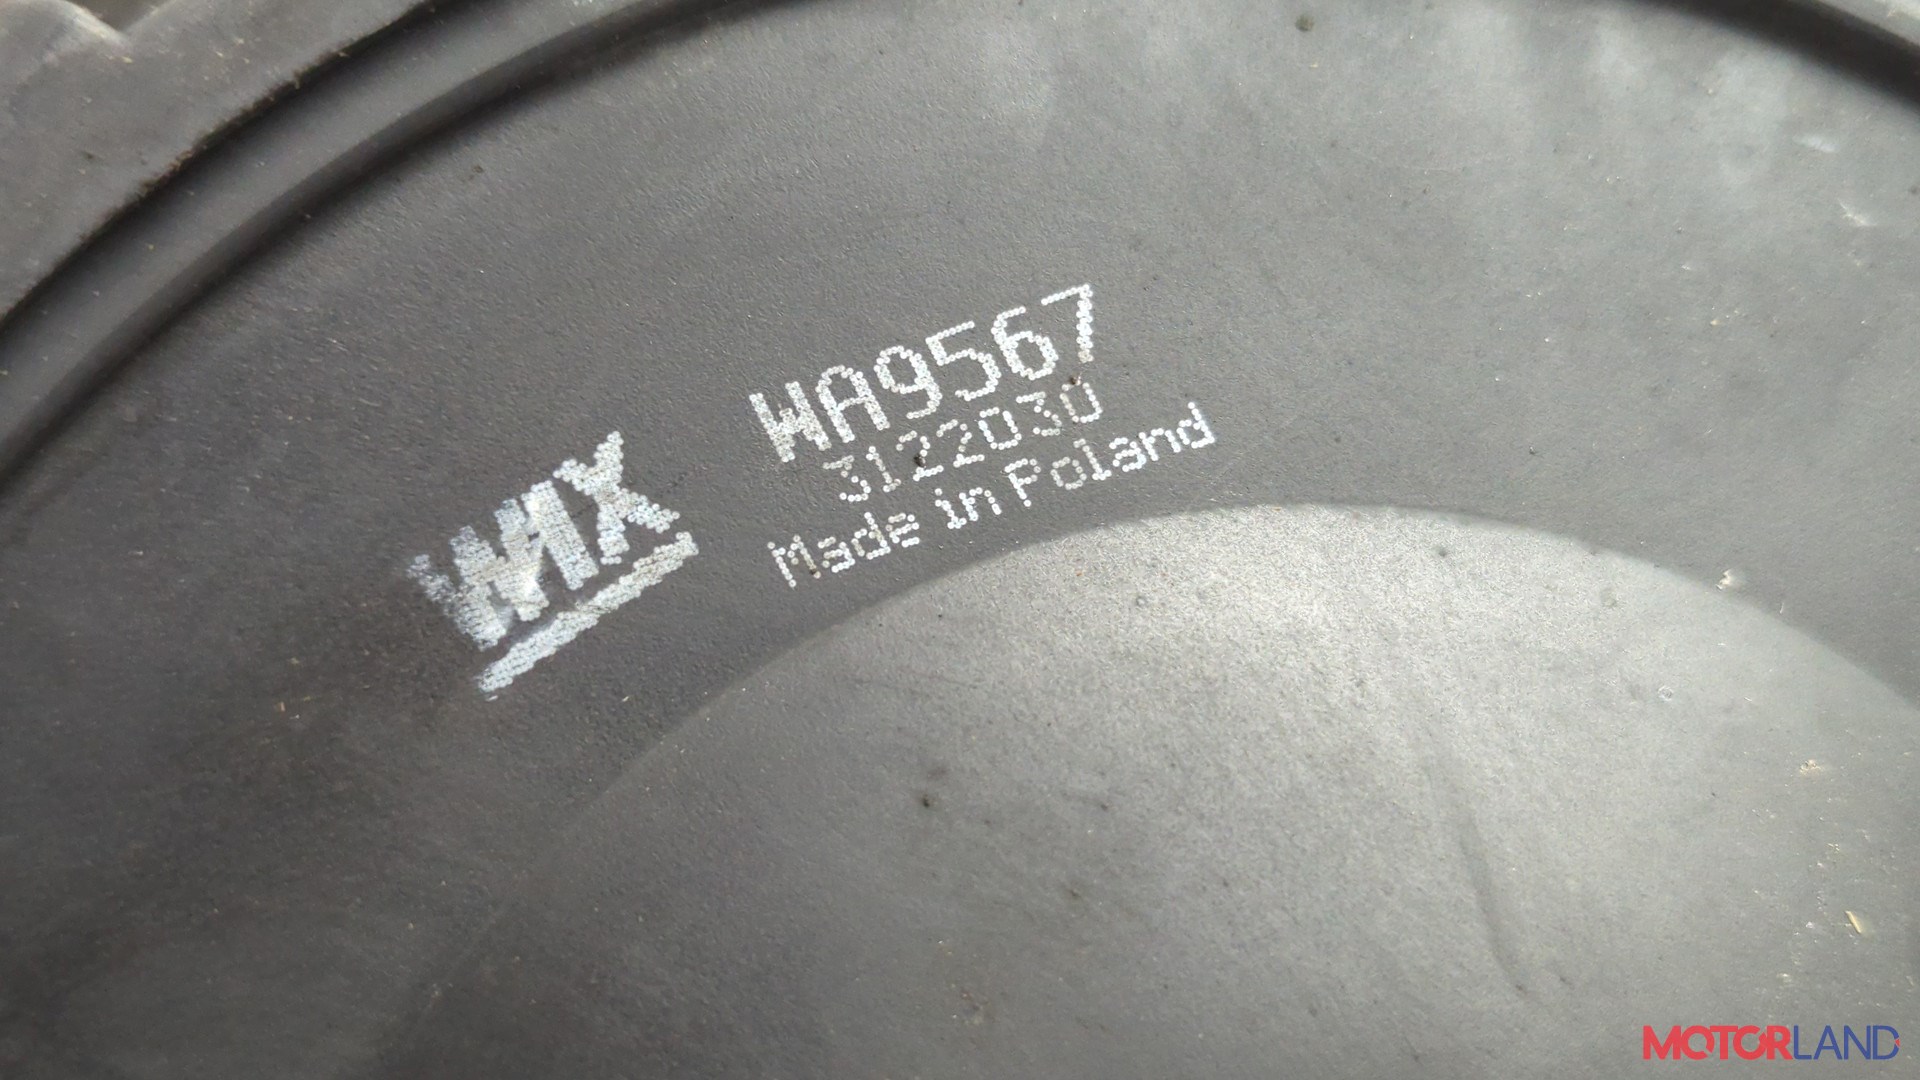 WIX
WA9567
3122030
Made in Poland
MOTORLAND